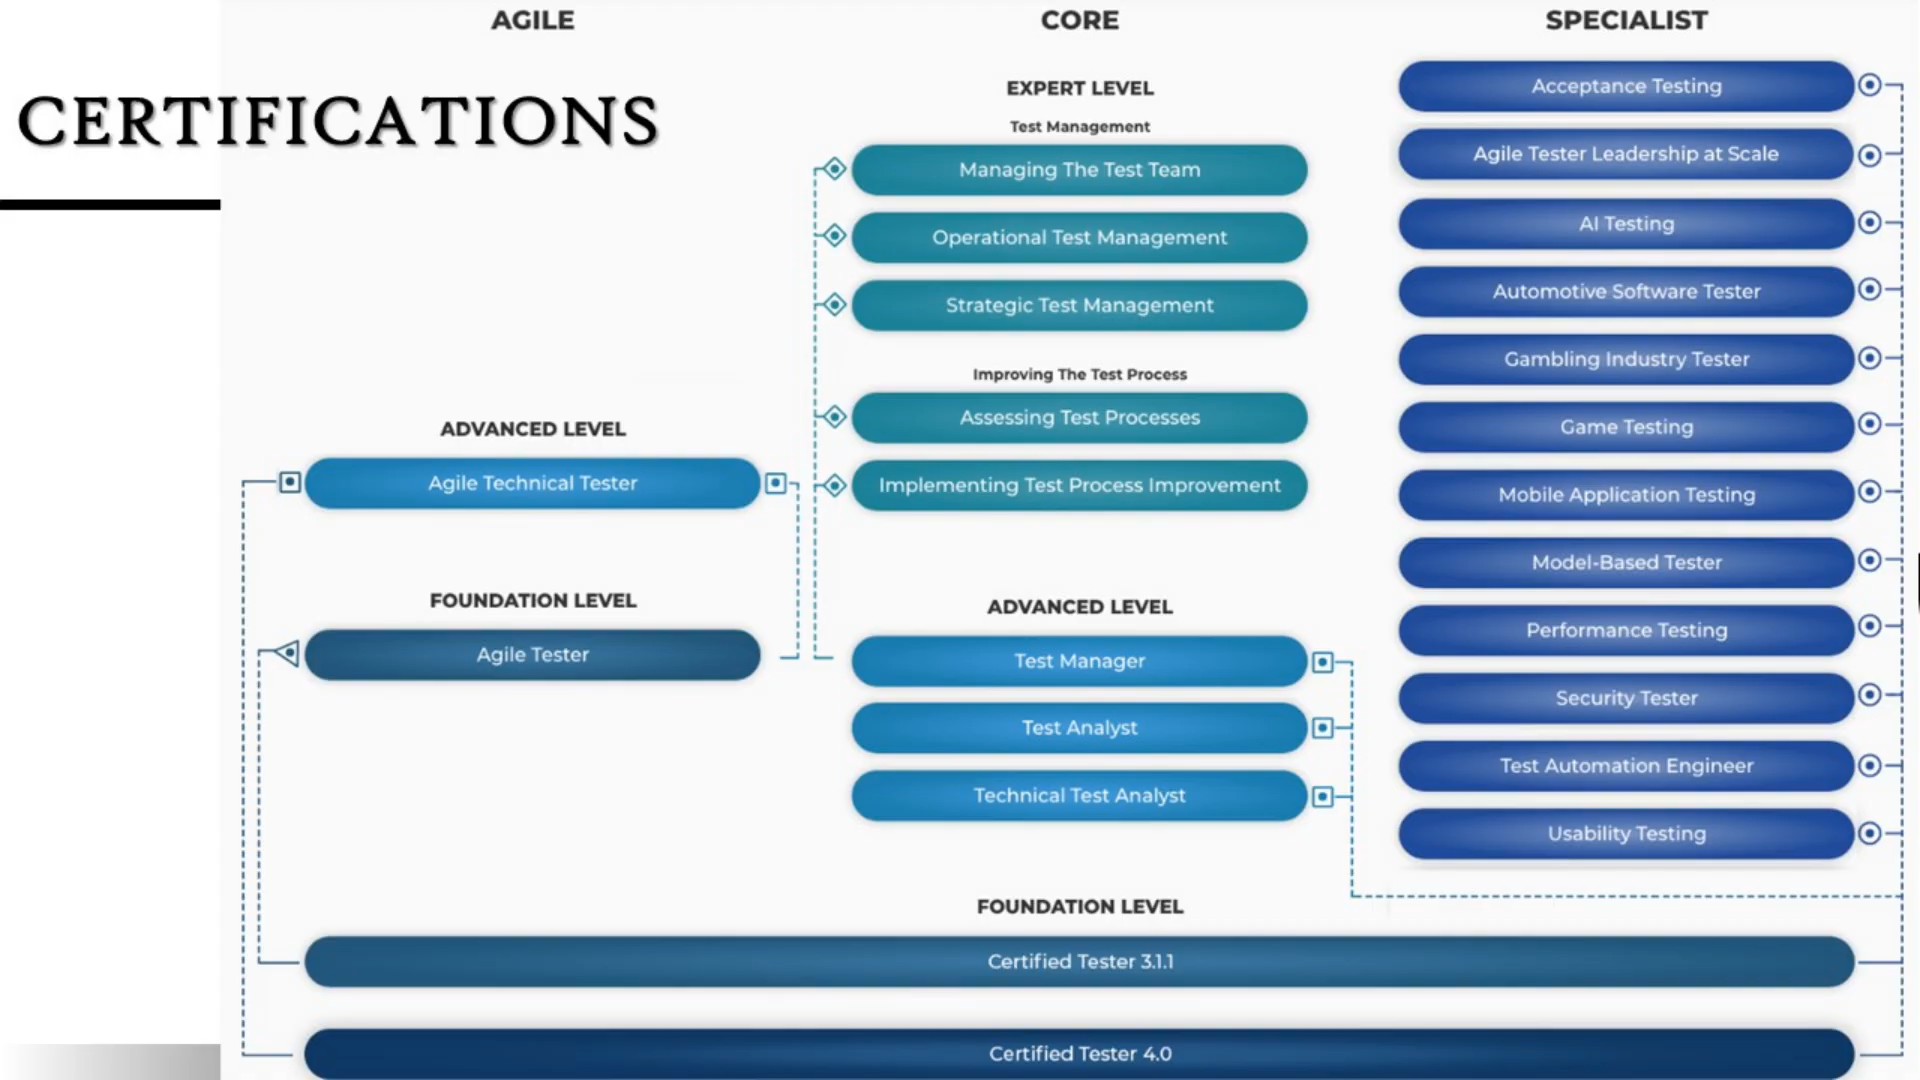 CERTIFICATIONS
AGILE
ADVANCED LEVEL
Agile Technical Tester
FOUNDATION LEVEL
Agile Tester
CORE
EXPERT LEVEL
Test Management
Managing The Test Team
Operational Test Management
Strategic Test Management
Improving The Test Process
Assessing Test Processes
Implementing Test Process Improvement
ADVANCED LEVEL
Test Manager
Test Analyst
Technical Test Analyst
SPECIALIST
Acceptance Testing
Agile Tester Leadership at Scale
AI Testing
Automotive Software Tester
Gambling Industry Tester
Game Testing
Mobile Application Testing
Model-Based Tester
Performance Testing
Security Tester
Test Automation Engineer
Usability Testing
FOUNDATION LEVEL
Certified Tester 3.1.1
Certified Tester 4.0